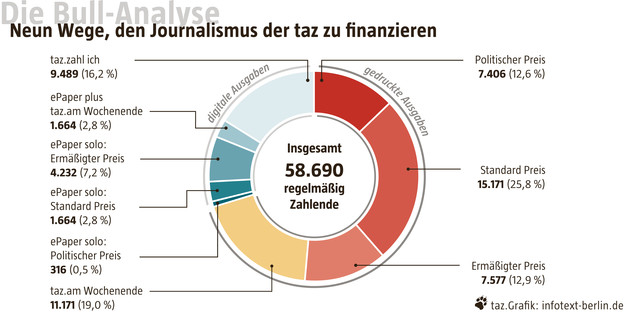 Die Bull-Analyse
Neun Wege, den Journalismus der taz zu finanzieren
taz.zahl ich
9.489 (16,2 %)
ePaper plus
taz.am Wochenende
1.664 (2,8 %)
ePaper solo:
Ermäßigter Preis
4.232 (7,2 %)
ePaper solo:
Standard Preis
1.664 (2,8 %)
ePaper solo:
Politischer Preis
316 (0,5 %)
taz.am Wochenende
11.171 (19,0 %)
digitale Ausgaben
gedruckte Ausgaben
Insgesamt
58.690
regelmäßig
Zahlende
Politischer Preis
7.406 (12,6 %)
Standard Preis
15.171 (25,8 %)
Ermäßigter Preis
7.577 (12,9 %)
taz.Grafik: infotext-berlin.de